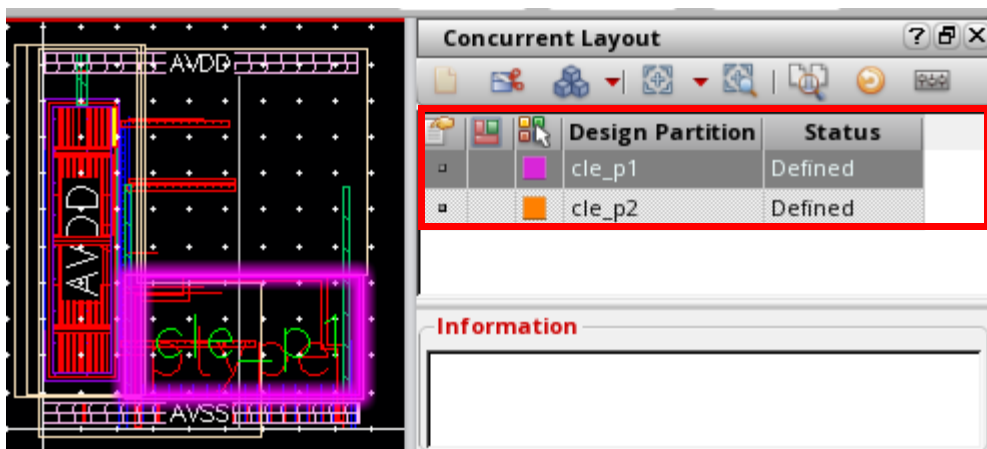 Concurrent Layout
Design Partition Status
cle_p1 Defined
cle_p2 Defined
Information
AVDD
AVDD
cle_p1
AVSS